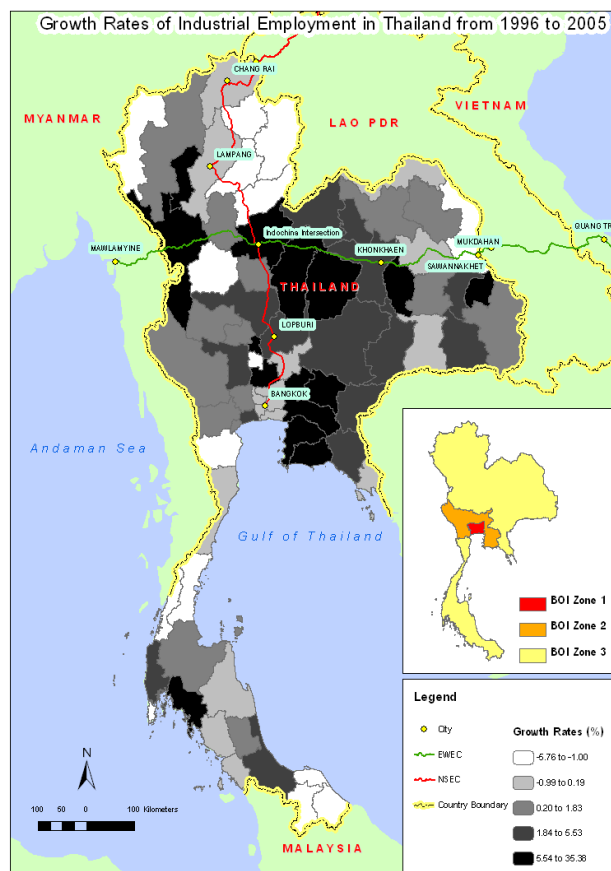 Growth Rates of Industrial Employment in Thailand from 1996 to 2005
CHANG RAI
VIETNAM
MYANMAR
LAO PDR
LAMPANG
QUANG TR
Indochina Intersection
MUKDAHAN
MAWLAMYINE
KHONKHAEN
SAWANNAKHET
THAILAND
LOPBURI
BANGKOK
Andaman Sea
Gulf of Thailand
BOI Zone 1
BOI Zone 2
BOI Zone 3
Legend
City
EWEC
NSEC
Country Boundary
Growth Rates (%)
-5.76 to -1.00
-0.99 to 0.19
0.20 to 1.83
1.84 to 5.53
5.54 to 35.38
N
100 50 0 100 Kilometers
MALAYSIA